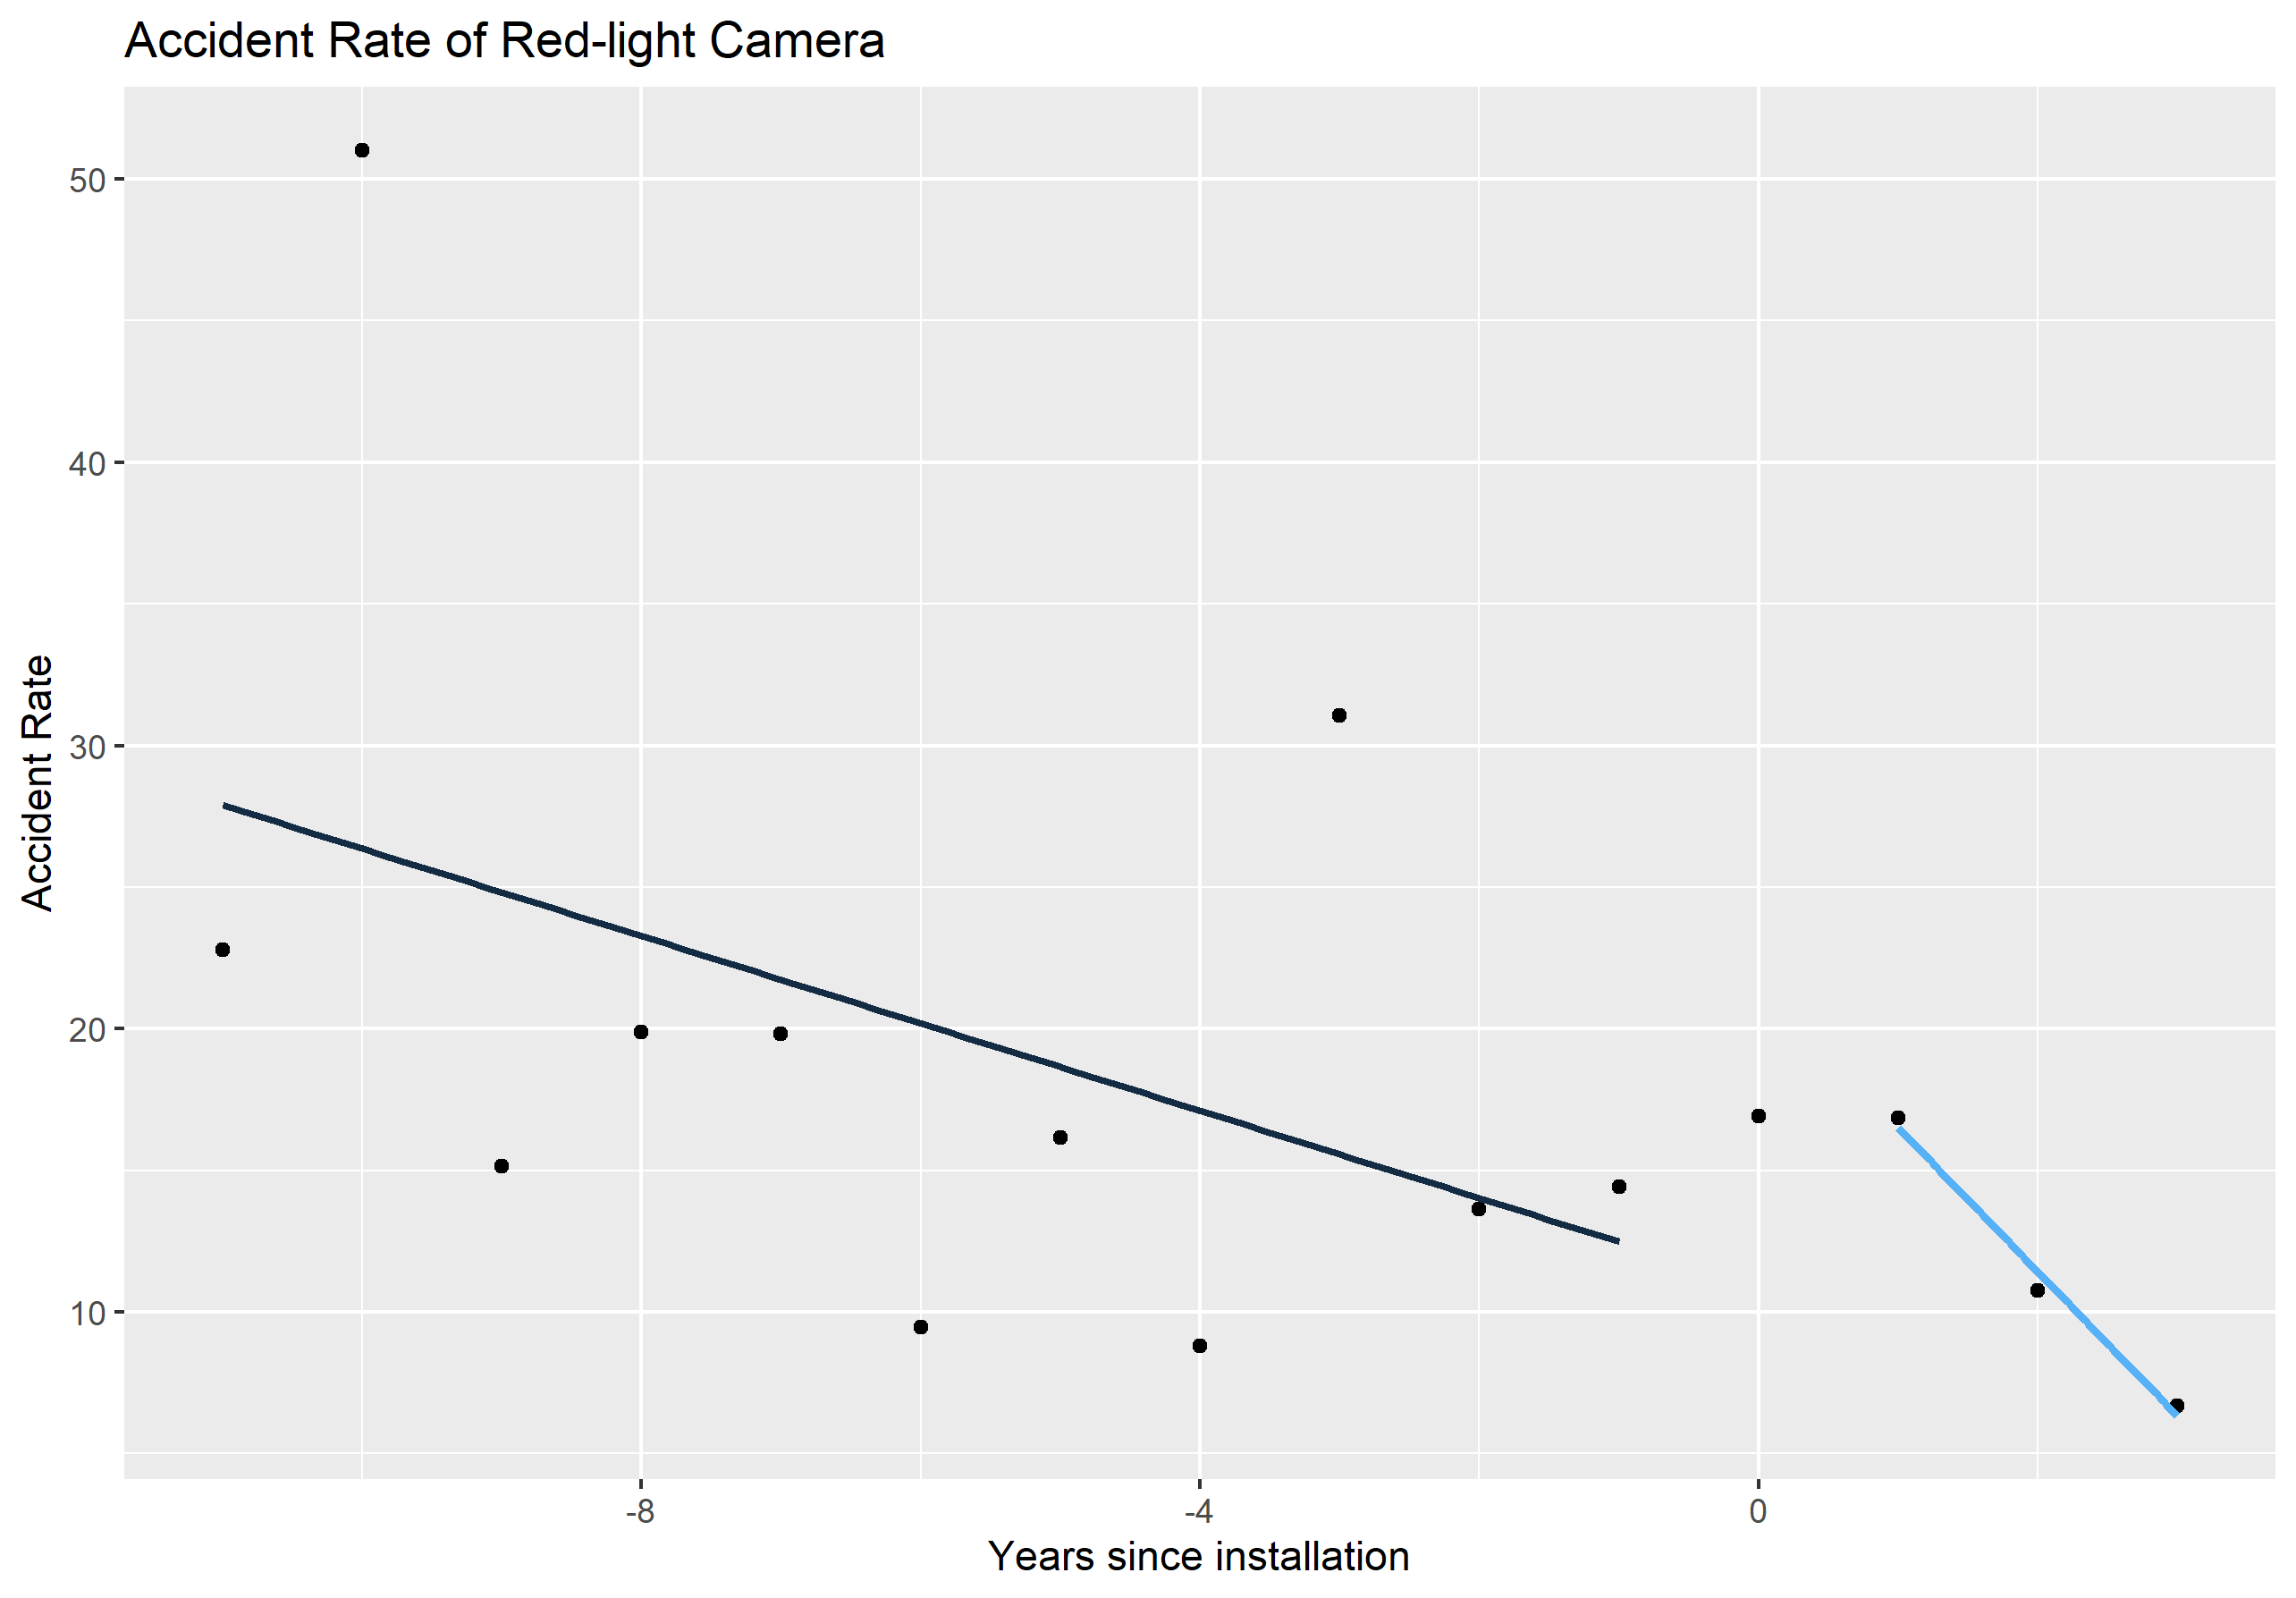 Accident Rate of Red-light Camera
50
40
30
20
10
Accident Rate
-8
-4
0
Years since installation